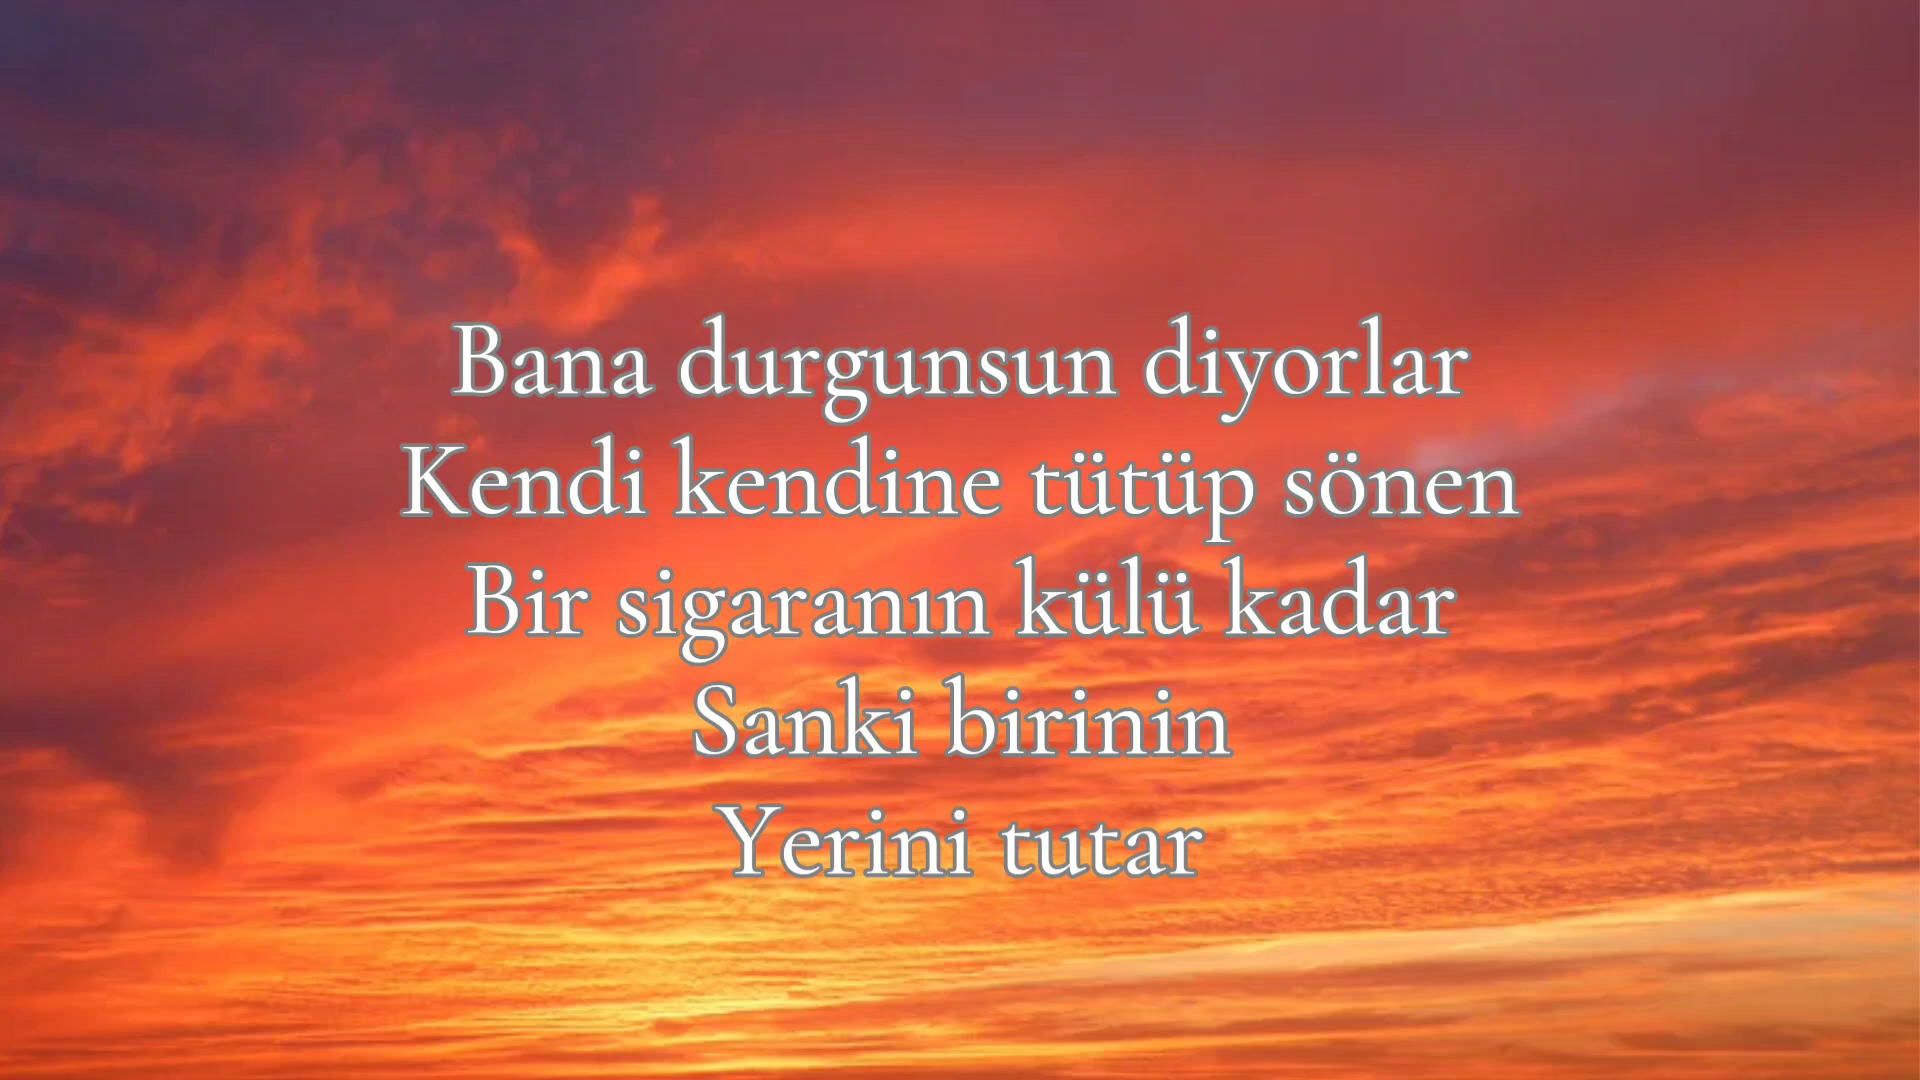 Bana durgunsun diyorlar
Kendi kendine tütüp sönen
Bir sigaranın külü kadar
Sanki birinin
Yerini tutar